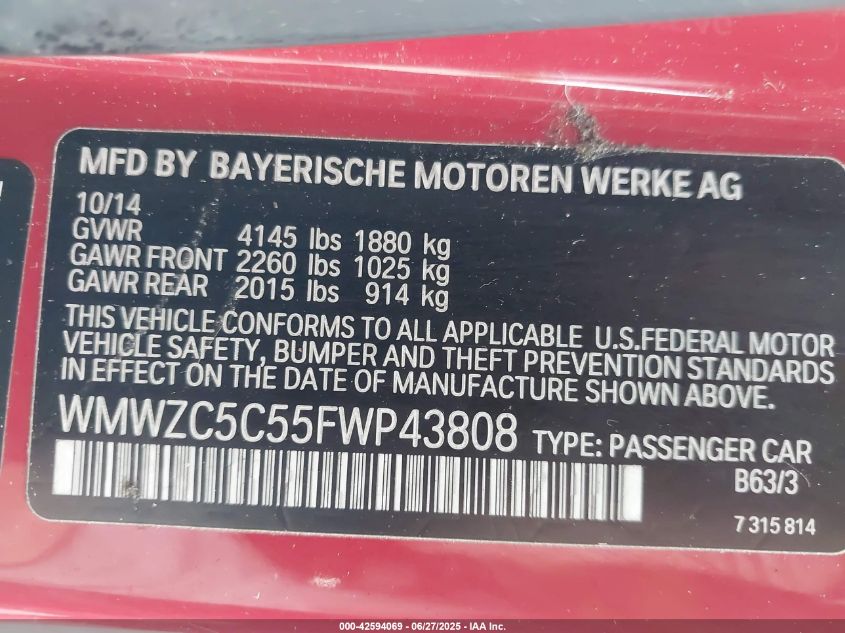 MFD BY BAYERISCHE MOTOREN WERKE AG
10/14
GVWR 4145 lbs 1880 kg
GAWR FRONT 2260 lbs 1025 kg
GAWR REAR 2015 lbs 914 kg
THIS VEHICLE CONFORMS TO ALL APPLICABLE U.S.FEDERAL MOTOR
VEHICLE SAFETY, BUMPER AND THEFT PREVENTION STANDARDS
IN EFFECT ON THE DATE OF MANUFACTURE SHOWN ABOVE.
WMWZC5C55FWP43808 TYPE: PASSENGER CAR
B63/3
7 315 814
000-42594069 - 06/27/2025 - IAA Inc.